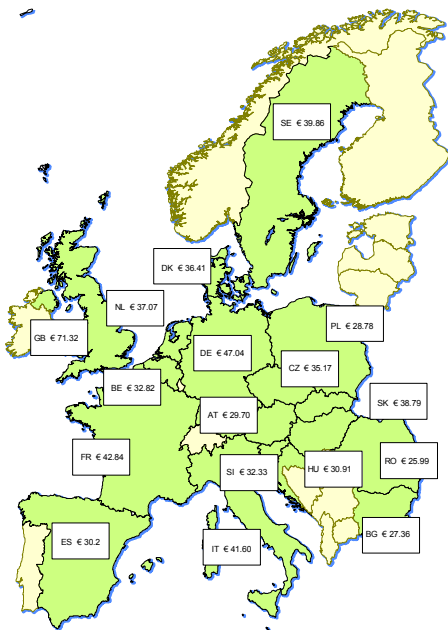 SE € 39.86
DK € 36.41
NL € 37.07
PL € 28.78
GB € 71.32
DE € 47.04
CZ € 35.17
BE € 32.82
SK € 38.79
AT € 29.70
FR € 42.84
SI € 32.33
HU € 30.91
RO € 25.99
ES € 30.2
IT € 41.60
BG € 27.36